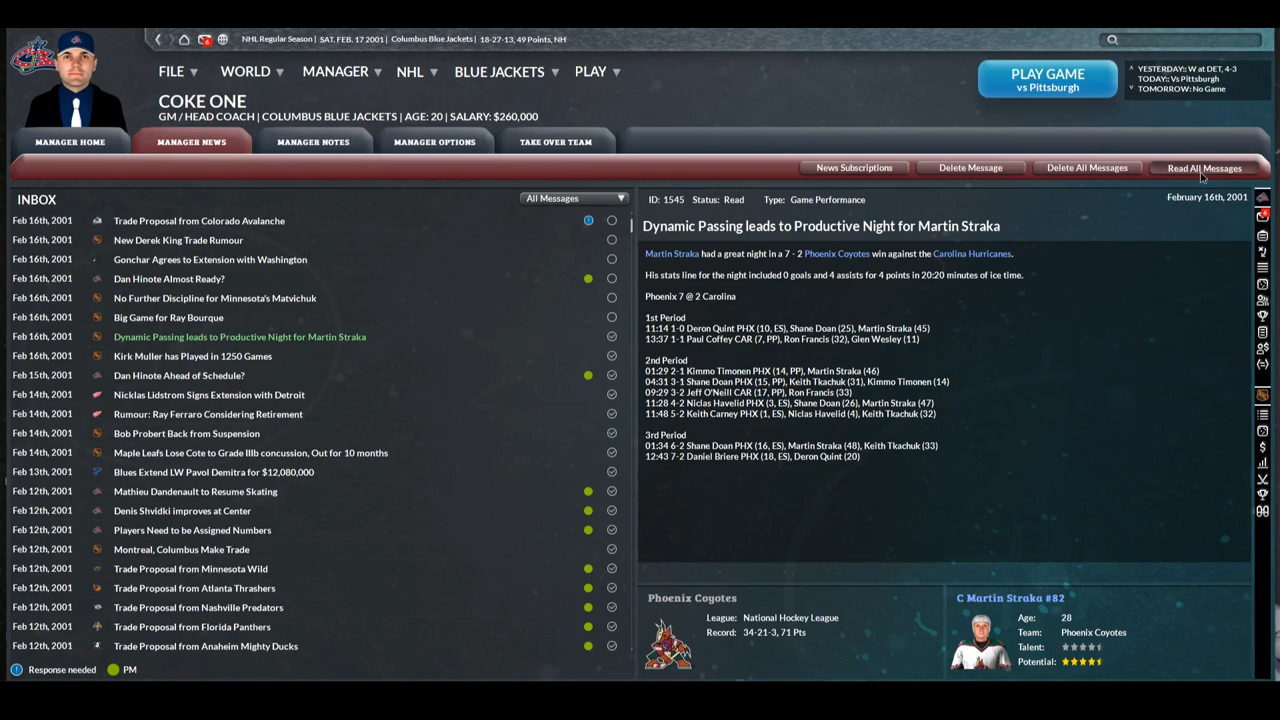 NHL Regular Season | SAT. FEB. 17 2001 | Columbus Blue Jackets | 18-27-13, 49 Points, NH
6
FILE ▼ WORLD ▼ MANAGER ▼ NHL ▼ BLUE JACKETS ▼ PLAY ▼
PLAY GAME
vs Pittsburgh
YESTERDAY:: W at DET, 4-3
TODAY:: Vs Pittsburgh
TOMORROW: No Game
COKE ONE
GM / HEAD COACH | COLUMBUS BLUE JACKETS | AGE: 20 | SALARY: $260,000
MANAGER HOME MANAGER NEWS MANAGER NOTES MANAGER OPTIONS TAKE OVER TEAM
News Subscriptions Delete Message Delete All Messages Read All Messages
INBOX All Messages ▼
Feb 16th, 2001 Trade Proposal from Colorado Avalanche
Feb 16th, 2001 New Derek King Trade Rumour
Feb 16th, 2001 Gonchar Agrees to Extension with Washington
Feb 16th, 2001 Dan Hinote Almost Ready?
Feb 16th, 2001 No Further Discipline for Minnesota's Matvichuk
Feb 16th, 2001 Big Game for Ray Bourque
Feb 16th, 2001 Dynamic Passing leads to Productive Night for Martin Straka
Feb 16th, 2001 Kirk Muller has Played in 1250 Games
Feb 15th, 2001 Dan Hinote Ahead of Schedule?
Feb 14th, 2001 Nicklas Lidstrom Signs Extension with Detroit
Feb 14th, 2001 Rumour: Ray Ferraro Considering Retirement
Feb 14th, 2001 Bob Probert Back from Suspension
Feb 14th, 2001 Maple Leafs Lose Cote to Grade IIIb concussion, Out for 10 months
Feb 13th, 2001 Blues Extend LW Pavol Demitra for $12,080,000
Feb 12th, 2001 Mathieu Dandenault to Resume Skating
Feb 12th, 2001 Denis Shvidki improves at Center
Feb 12th, 2001 Players Need to be Assigned Numbers
Feb 12th, 2001 Montreal, Columbus Make Trade
Feb 12th, 2001 Trade Proposal from Minnesota Wild
Feb 12th, 2001 Trade Proposal from Atlanta Thrashers
Feb 12th, 2001 Trade Proposal from Nashville Predators
Feb 12th, 2001 Trade Proposal from Florida Panthers
Feb 12th, 2001 Trade Proposal from Anaheim Mighty Ducks
Response needed PM
ID: 1545 Status: Read Type: Game Performance February 16th, 2001
6
Dynamic Passing leads to Productive Night for Martin Straka
Martin Straka had a great night in a 7 - 2 Phoenix Coyotes win against the Carolina Hurricanes.
His stats line for the night included 0 goals and 4 assists for 4 points in 20:20 minutes of ice time.
Phoenix 7 @ 2 Carolina
1st Period
11:14 1-0 Deron Quint PHX (10, ES), Shane Doan (25), Martin Straka (45)
13:37 1-1 Paul Coffey CAR (7, PP), Ron Francis (32), Glen Wesley (11)
2nd Period
01:29 2-1 Kimmo Timonen PHX (14, PP), Martin Straka (46)
04:31 3-1 Shane Doan PHX (15, PP), Keith Tkachuk (31), Kimmo Timonen (14)
09:29 3-2 Jeff O'Neill CAR (17, PP), Ron Francis (33)
11:28 4-2 Niclas Havelid PHX (3, ES), Shane Doan (26), Martin Straka (47)
11:48 5-2 Keith Carney PHX (1, ES), Niclas Havelid (4), Keith Tkachuk (32)
3rd Period
01:34 6-2 Shane Doan PHX (16, ES), Martin Straka (48), Keith Tkachuk (33)
12:43 7-2 Daniel Briere PHX (18, ES), Deron Quint (20)
Phoenix Coyotes
League: National Hockey League
Record: 34-21-3, 71 Pts
C Martin Straka #82
Age: 28
Team: Phoenix Coyotes
Talent:
Potential: